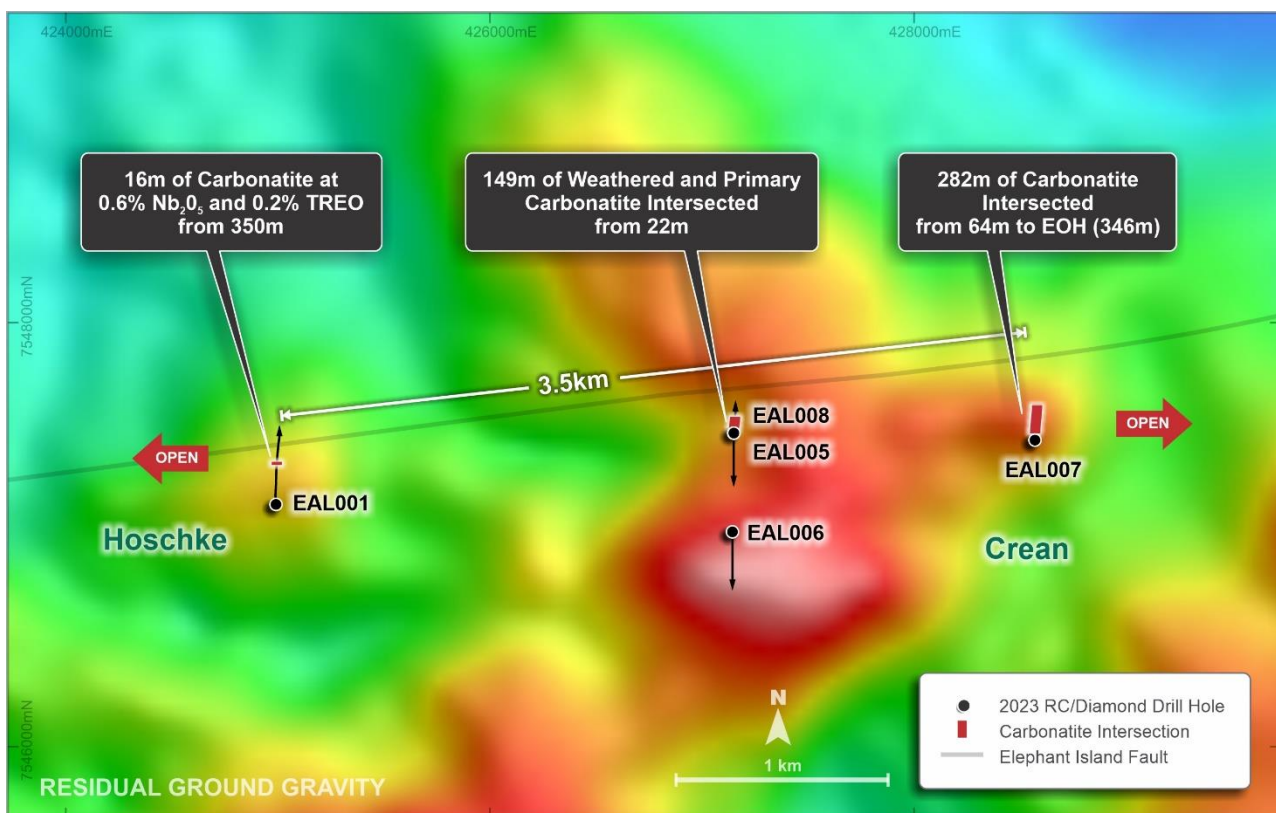 424000mE
426000mE
428000mE
16m of Carbonatite at
0.6% Nb₂0₅ and 0.2% TREO
from 350m
149m of Weathered and Primary
Carbonatite Intersected
from 22m
282m of Carbonatite
Intersected
from 64m to EOH (346m)
7548000mN
3.5km
OPEN
EAL001
Hoschke
EAL008
EAL005
EAL006
EAL007
OPEN
Crean
7546000mN
RESIDUAL GROUND GRAVITY
N
1 km
2023 RC/Diamond Drill Hole
Carbonatite Intersection
Elephant Island Fault